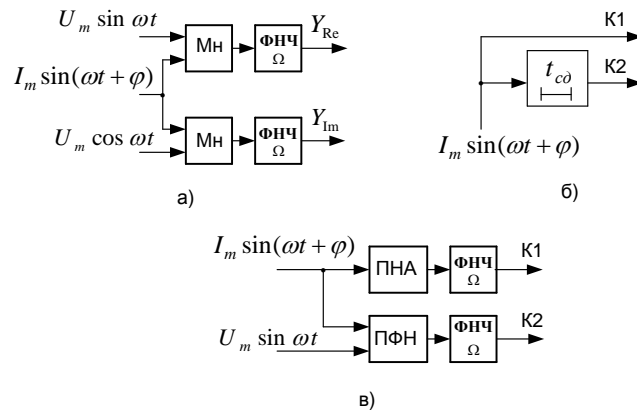 U_m sin ωt
Мн
ФНЧ
Ω
Y_Re
I_m sin(ωt + φ)
U_m cos ωt
Мн
ФНЧ
Ω
Y_Im
а)
К1
t_сд
К2
I_m sin(ωt + φ)
б)
I_m sin(ωt + φ)
ПНА
ФНЧ
Ω
К1
U_m sin ωt
ПФН
ФНЧ
Ω
К2
в)